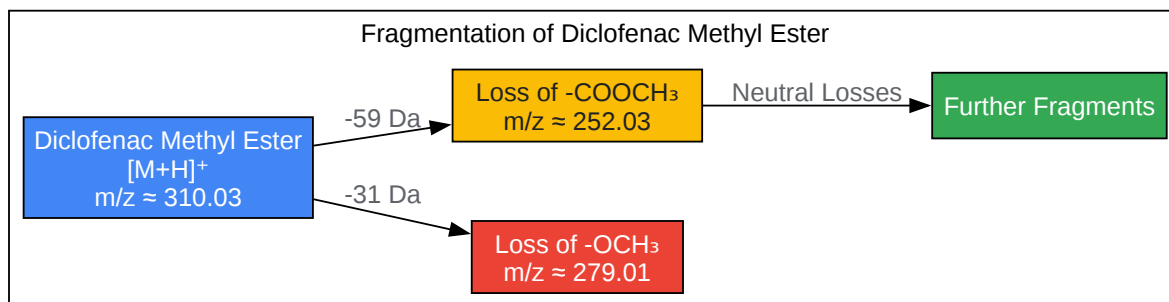 Fragmentation of Diclofenac Methyl Ester
Diclofenac Methyl Ester
[M+H]⁺
m/z ≈ 310.03
-59 Da
Loss of -COOCH₃
m/z ≈ 252.03
Neutral Losses
Further Fragments
-31 Da
Loss of -OCH₃
m/z ≈ 279.01